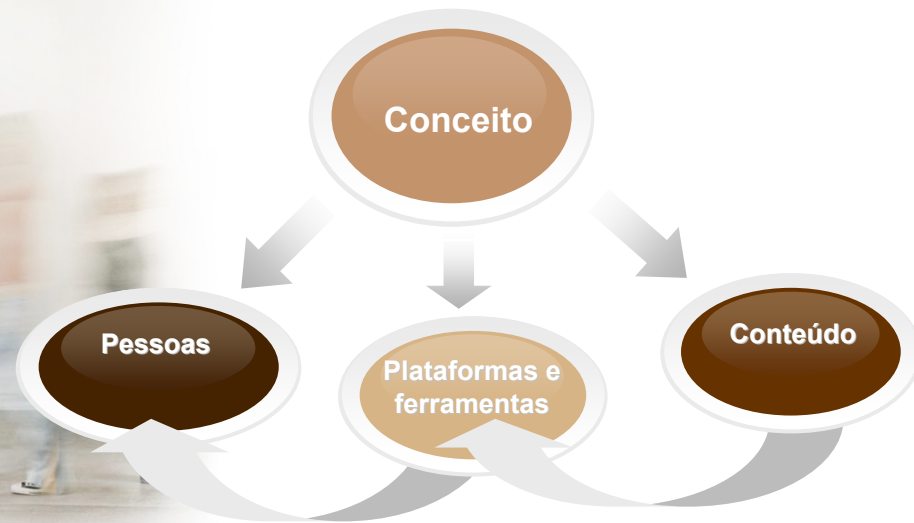 Conceito
Pessoas
Plataformas e
ferramentas
Conteúdo